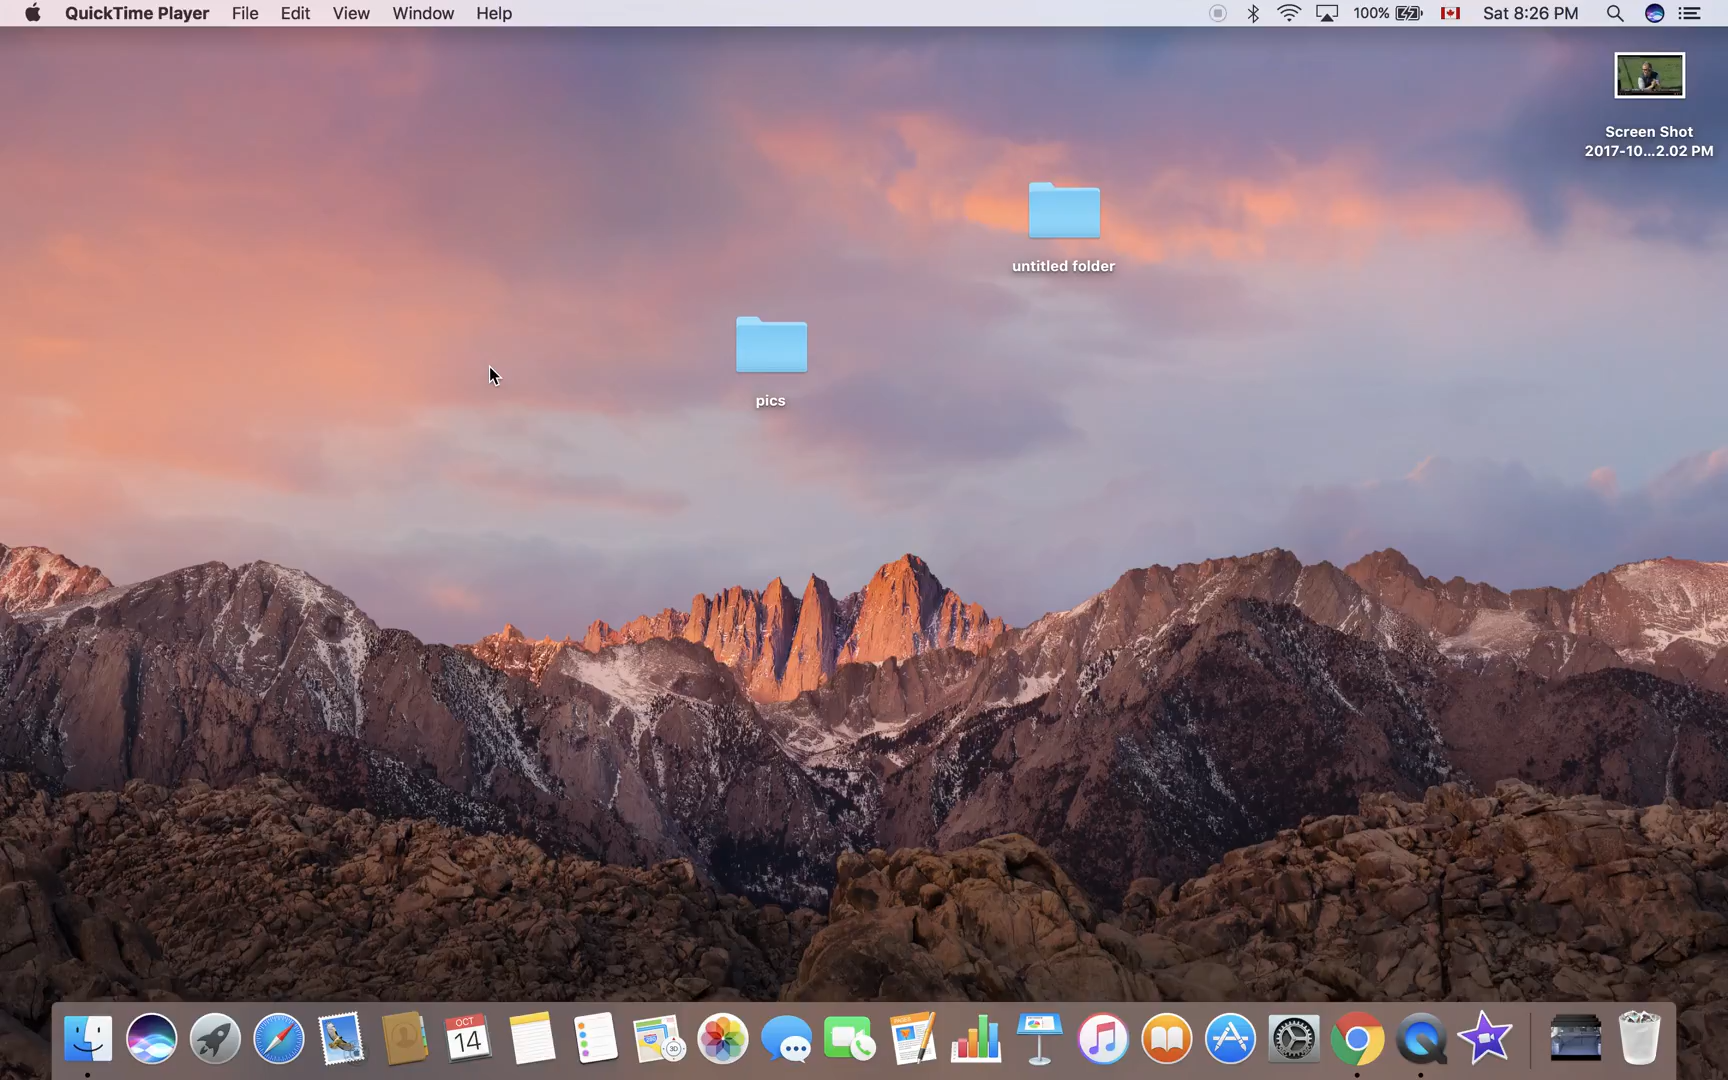 QuickTime Player File Edit View Window Help 100% Sat 8:26 PM
Screen Shot
2017-10...2.02 PM
untitled folder
pics
OCT
14
3D